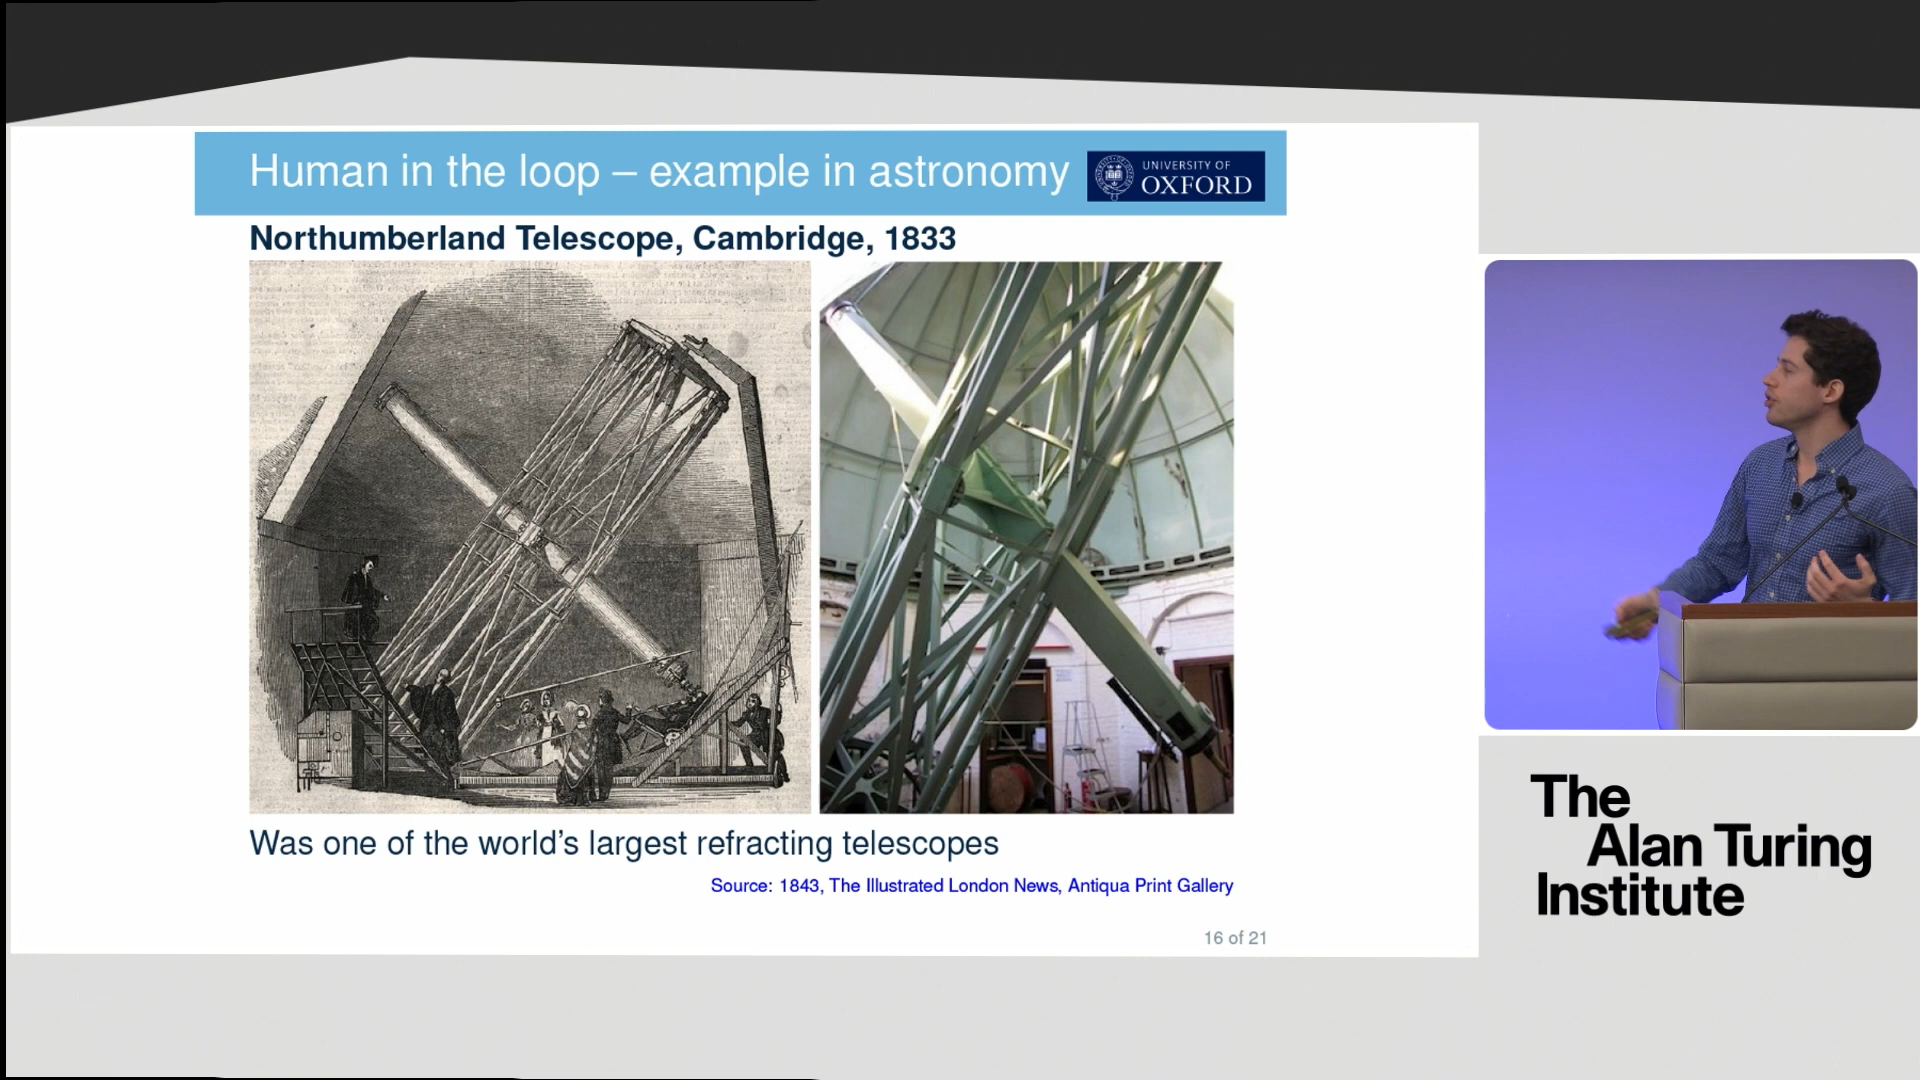 Human in the loop – example in astronomy
UNIVERSITY OF
OXFORD
Northumberland Telescope, Cambridge, 1833
Was one of the world's largest refracting telescopes
Source: 1843, The Illustrated London News, Antiqua Print Gallery
16 of 21
The
Alan Turing
Institute